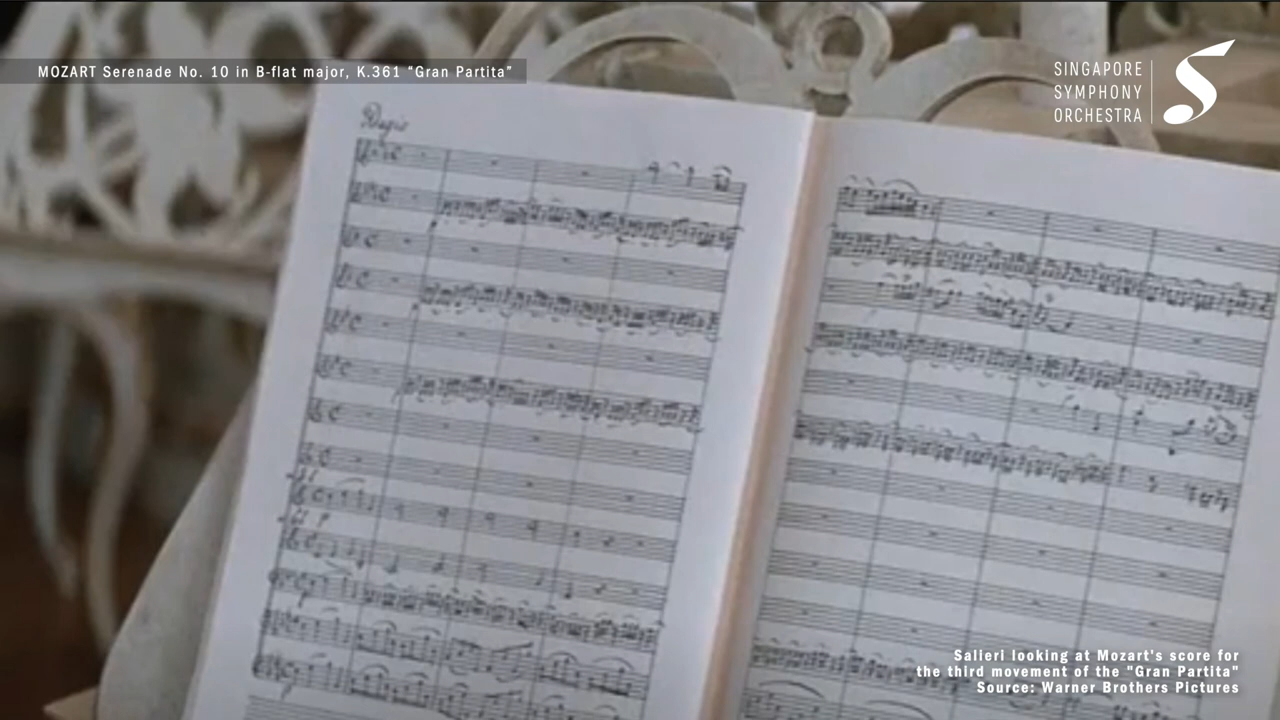 MOZART Serenade No. 10 in B-flat major, K.361 “Gran Partita”
SINGAPORE
SYMPHONY
ORCHESTRA
Adagio
Salieri looking at Mozart's score for
the third movement of the "Gran Partita"
Source: Warner Brothers Pictures